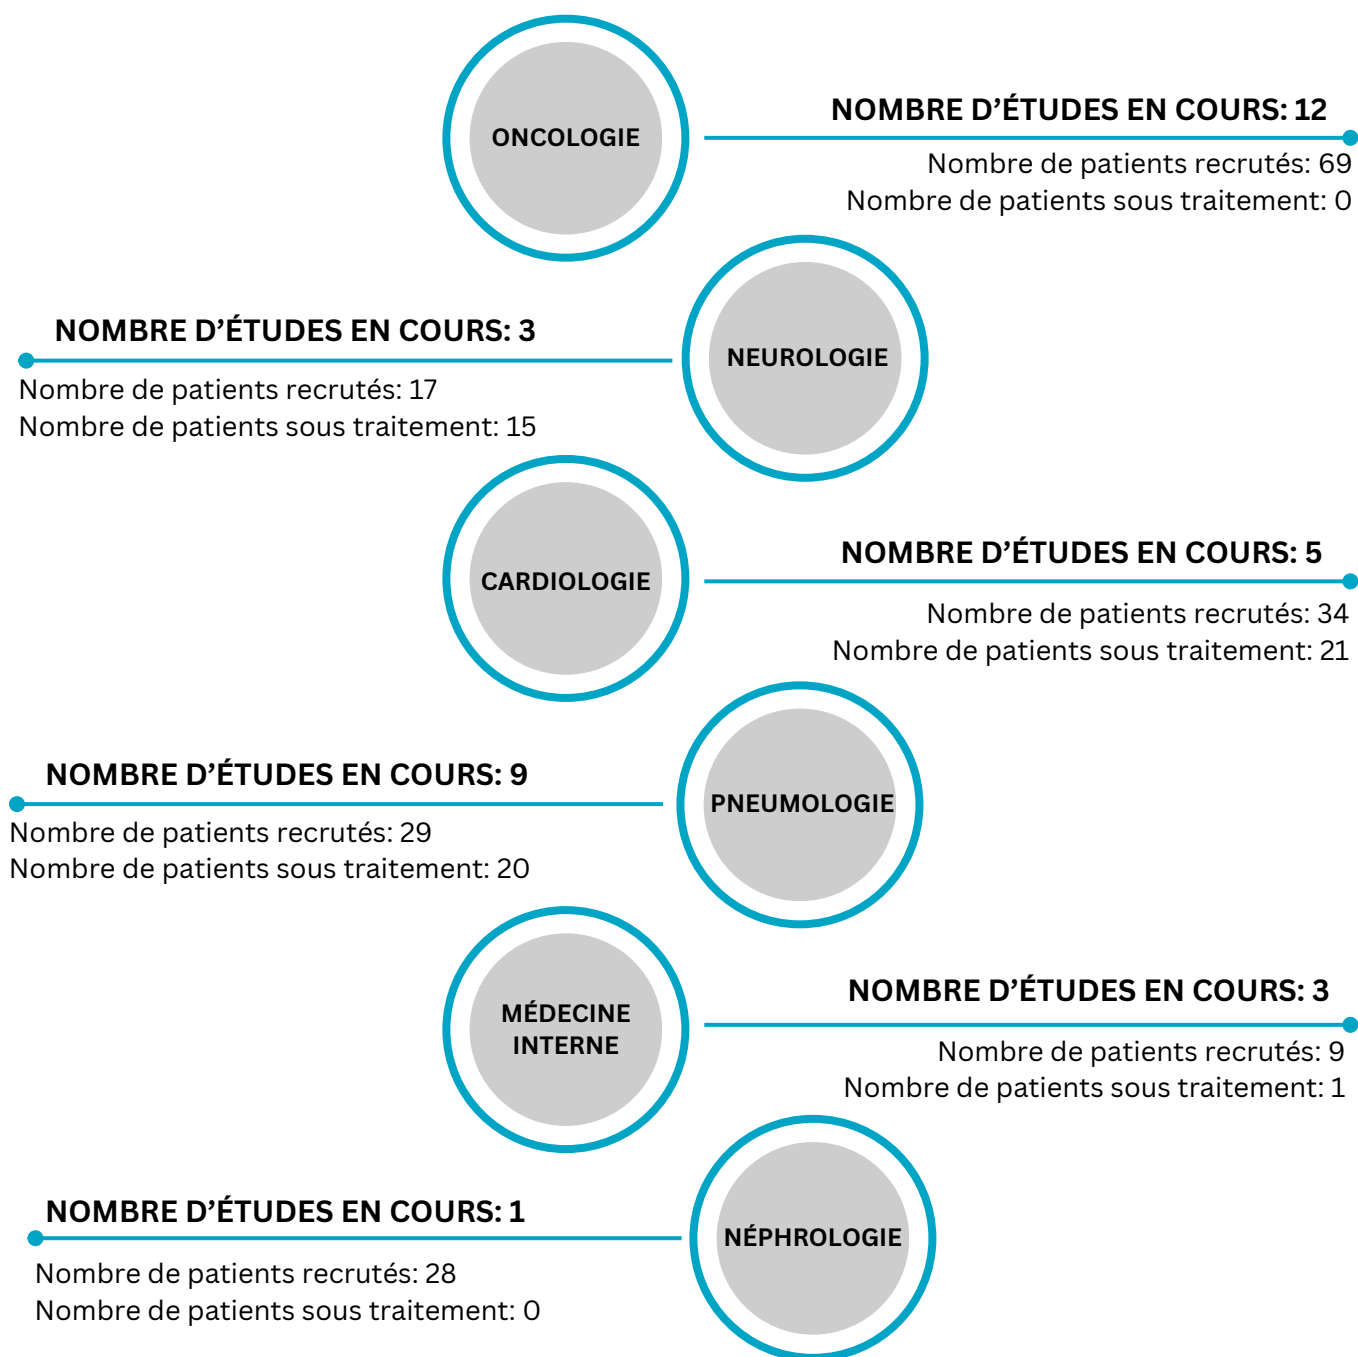 ONCOLOGIE
NOMBRE D’ÉTUDES EN COURS: 12
Nombre de patients recrutés: 69
Nombre de patients sous traitement: 0
NOMBRE D’ÉTUDES EN COURS: 3
Nombre de patients recrutés: 17
Nombre de patients sous traitement: 15
NEUROLOGIE
CARDIOLOGIE
NOMBRE D’ÉTUDES EN COURS: 5
Nombre de patients recrutés: 34
Nombre de patients sous traitement: 21
NOMBRE D’ÉTUDES EN COURS: 9
Nombre de patients recrutés: 29
Nombre de patients sous traitement: 20
PNEUMOLOGIE
MÉDECINE
INTERNE
NOMBRE D’ÉTUDES EN COURS: 3
Nombre de patients recrutés: 9
Nombre de patients sous traitement: 1
NOMBRE D’ÉTUDES EN COURS: 1
Nombre de patients recrutés: 28
Nombre de patients sous traitement: 0
NÉPHROLOGIE